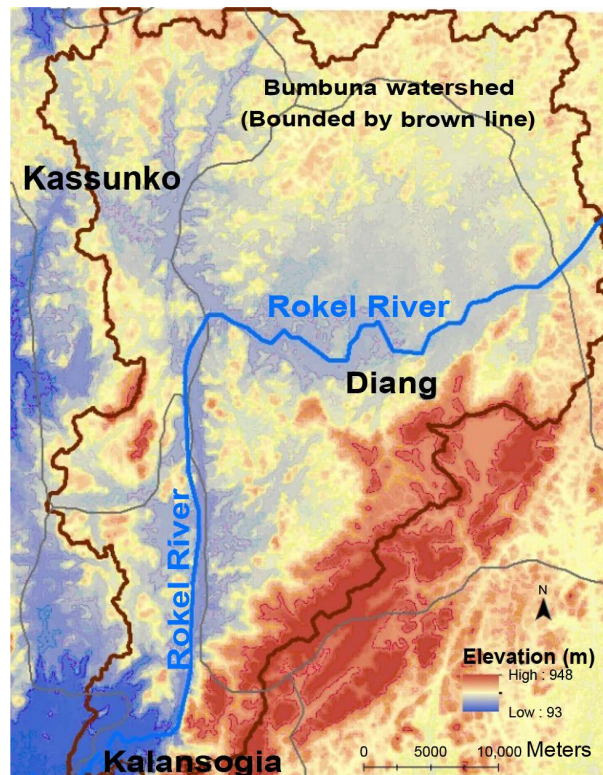 Bumbuna watershed
(Bounded by brown line)
Kassunko
Rokel River
Diang
Rokel River
N
Elevation (m)
High : 948
Low : 93
Kalansogia
0 5000 10,000 Meters